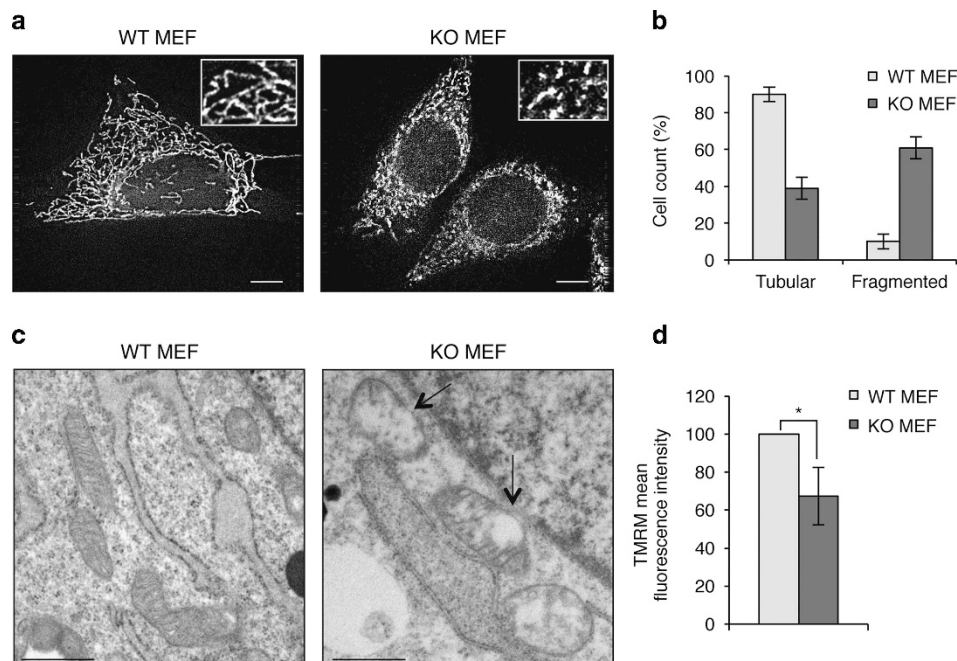 a
WT MEF
KO MEF
b
Cell count (%)
100
80
60
40
20
0
WT MEF
KO MEF
Tubular
Fragmented
c
WT MEF
KO MEF
d
TMRM mean
fluorescence intensity
120
100
80
60
40
20
0
*
WT MEF
KO MEF